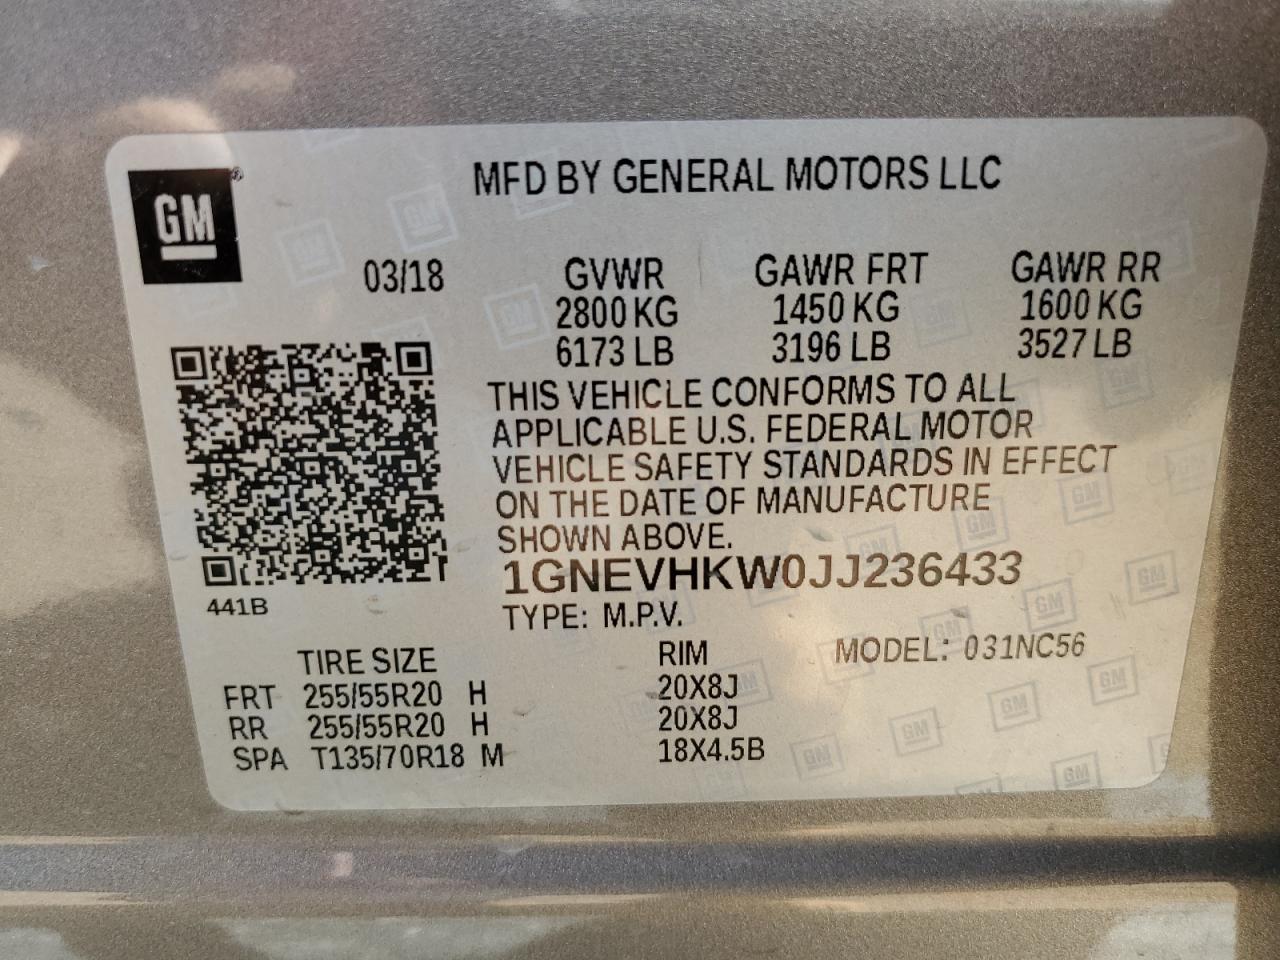 MFD BY GENERAL MOTORS LLC
GM®
03/18 GVWR GAWR FRT GAWR RR
2800 KG 1450 KG 1600 KG
6173 LB 3196 LB 3527 LB
THIS VEHICLE CONFORMS TO ALL
APPLICABLE U.S. FEDERAL MOTOR
VEHICLE SAFETY STANDARDS IN EFFECT
ON THE DATE OF MANUFACTURE
SHOWN ABOVE.
1GNEVHKW0JJ236433
441B
TYPE: M.P.V.
TIRE SIZE RIM MODEL: 031NC56
FRT 255/55R20 H 20X8J
RR 255/55R20 H 20X8J
SPA T135/70R18 M 18X4.5B